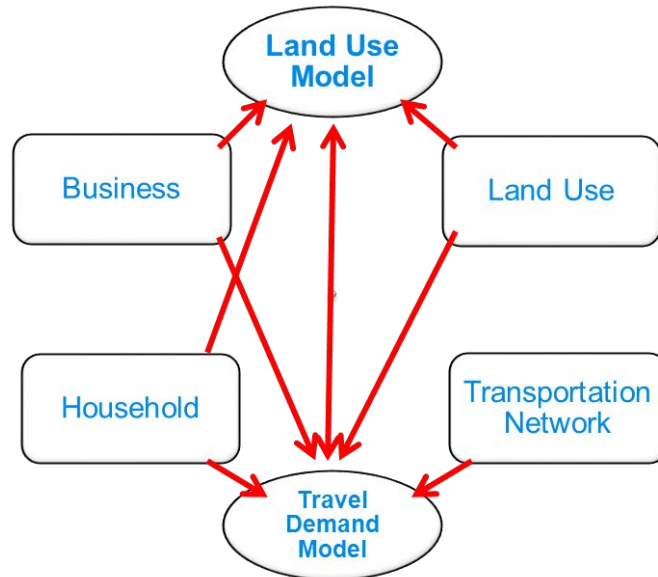 Land Use
Model
Business
Land Use
Household
Transportation
Network
Travel
Demand
Model